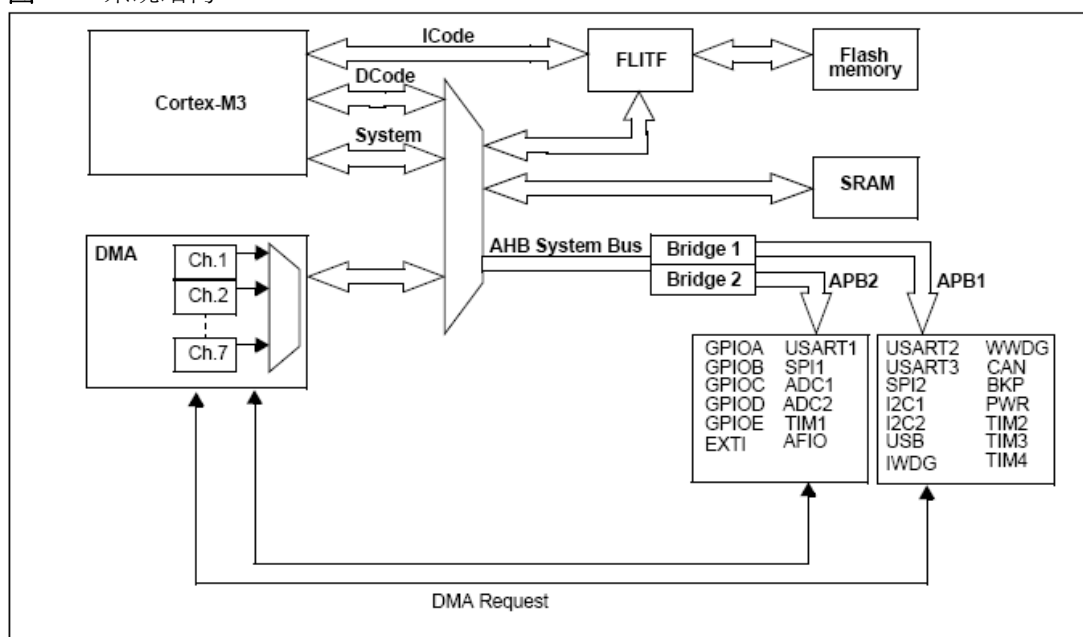 ICode
FLITF
Flash memory
DCode
Cortex-M3
System
SRAM
DMA
Ch.1
Ch.2
Ch.7
AHB System Bus
Bridge 1
Bridge 2
APB2
APB1
GPIOA USART1
GPIOB SPI1
GPIOC ADC1
GPIOD ADC2
GPIOE TIM1
EXTI AFIO
USART2 WWDG
USART3 CAN
SPI2 BKP
I2C1 PWR
I2C2 TIM2
USB TIM3
IWDG TIM4
DMA Request